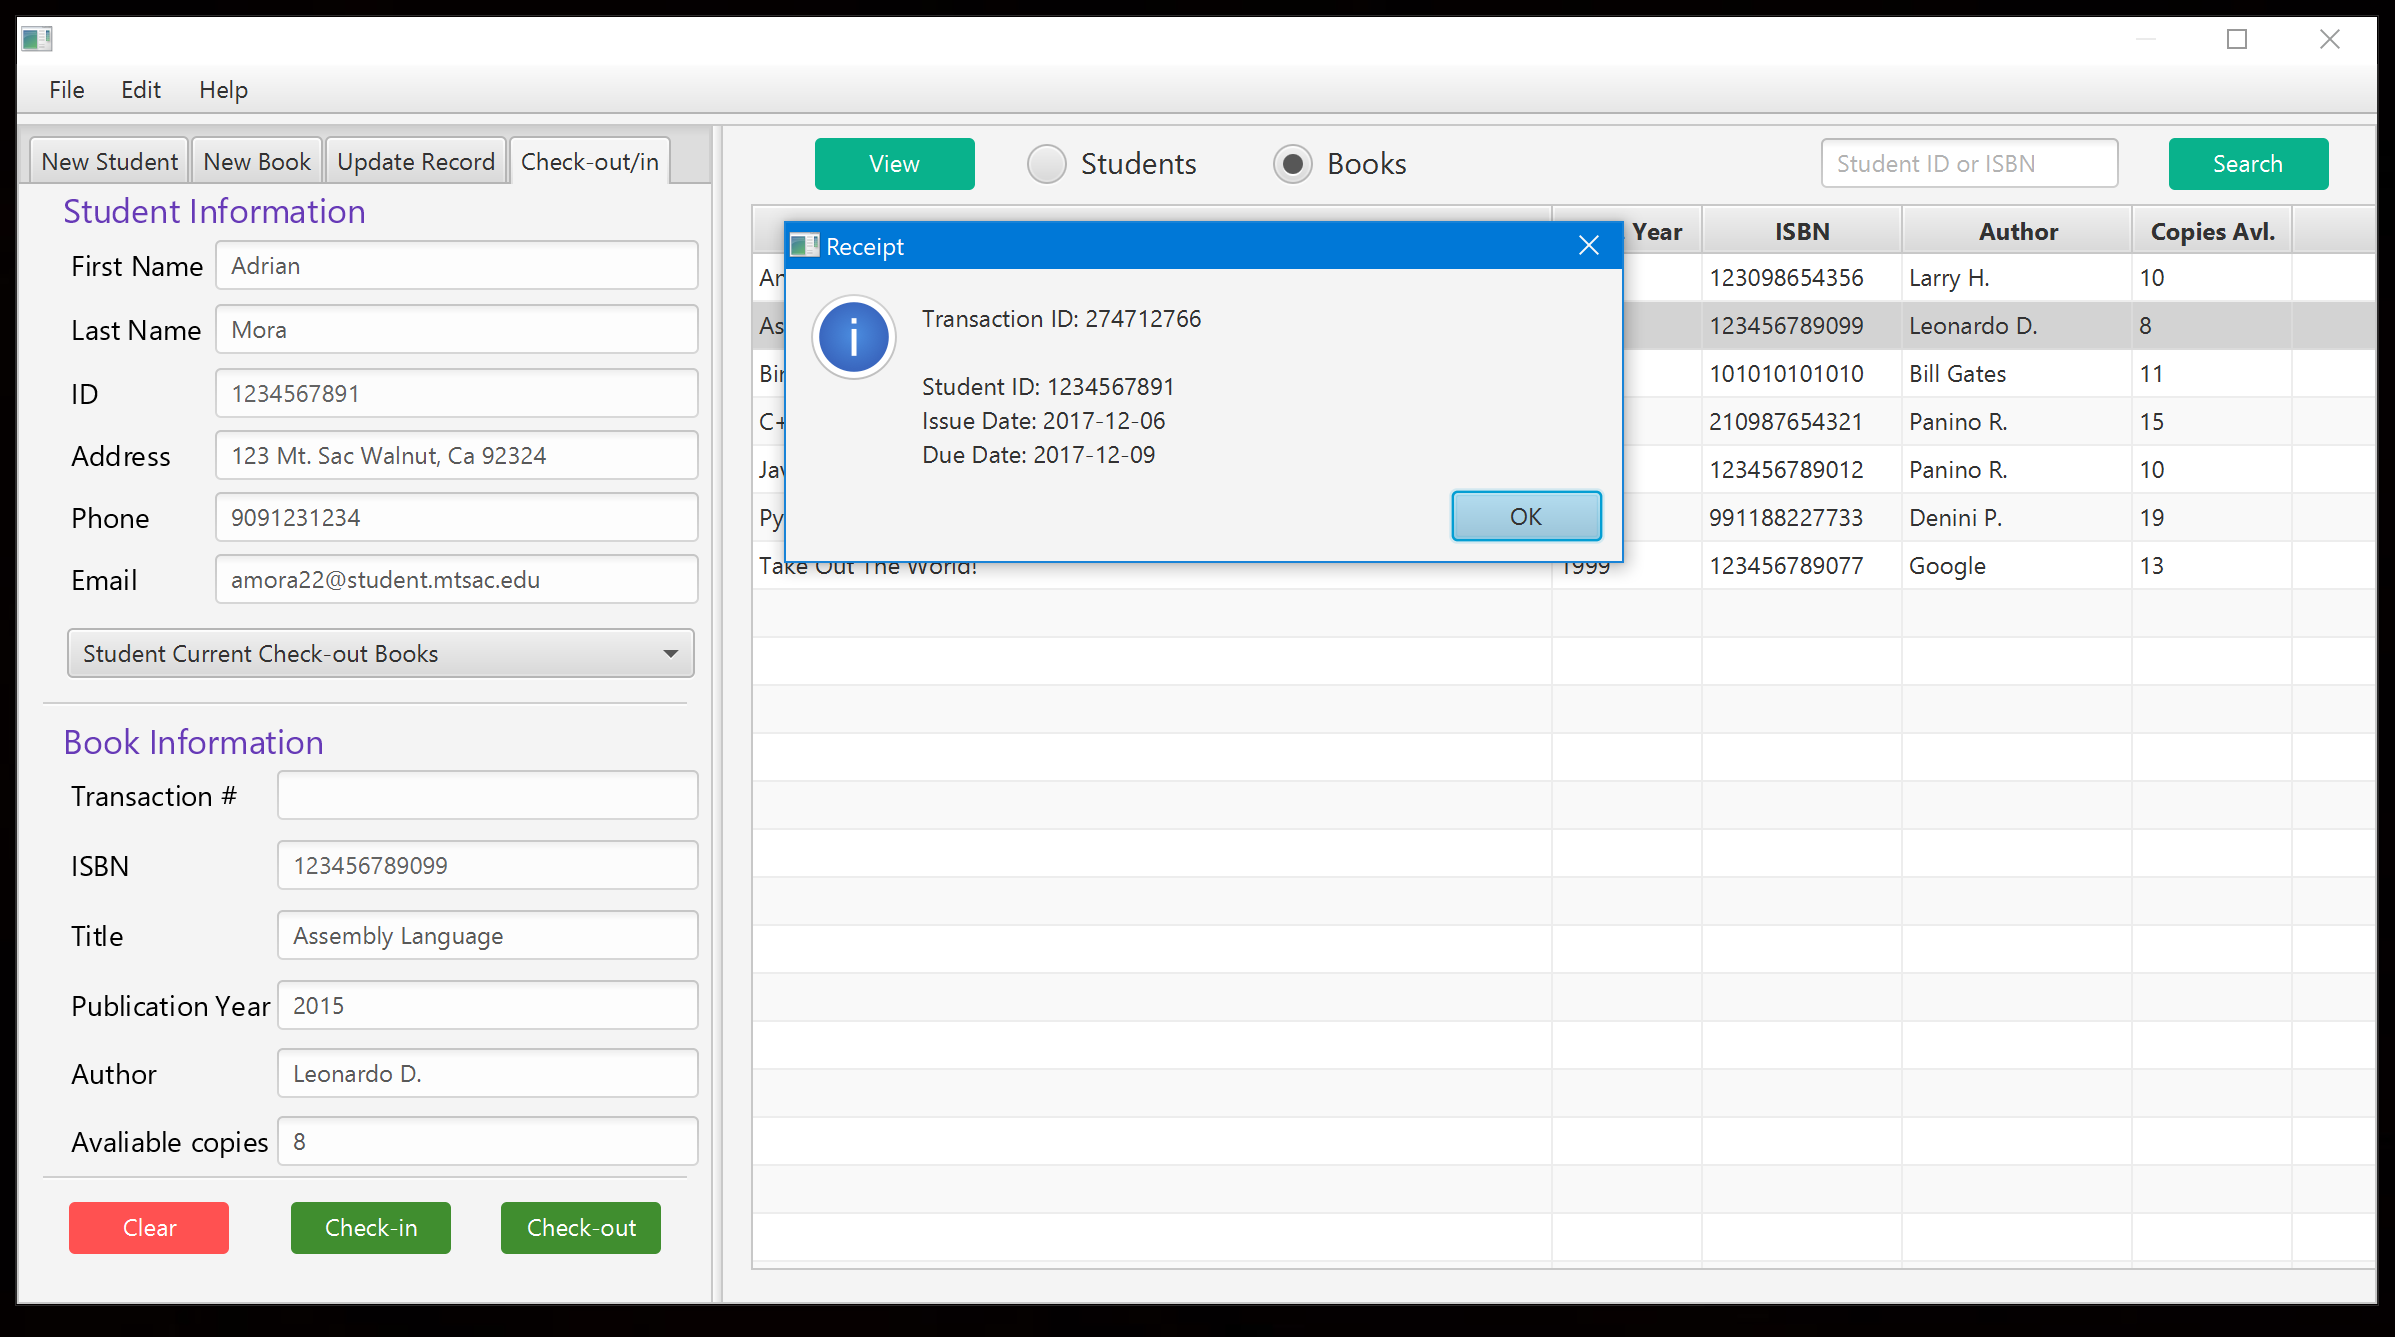 File Edit Help
New Student New Book Update Record Check-out/in
View Students Books Student ID or ISBN Search
Student Information
First Name Adrian
Last Name Mora
ID 1234567891
Address 123 Mt. Sac Walnut, Ca 92324
Phone 9091231234
Email amora22@student.mtsac.edu
Student Current Check-out Books
Book Information
Transaction #
ISBN 123456789099
Title Assembly Language
Publication Year 2015
Author Leonardo D.
Avaliable copies 8
Clear Check-in Check-out
Year ISBN Author Copies Avl.
123098654356 Larry H. 10
123456789099 Leonardo D. 8
101010101010 Bill Gates 11
210987654321 Panino R. 15
123456789012 Panino R. 10
991188227733 Denini P. 19
Take Out The World! 1999 123456789077 Google 13
Receipt
Transaction ID: 274712766
Student ID: 1234567891
Issue Date: 2017-12-06
Due Date: 2017-12-09
OK